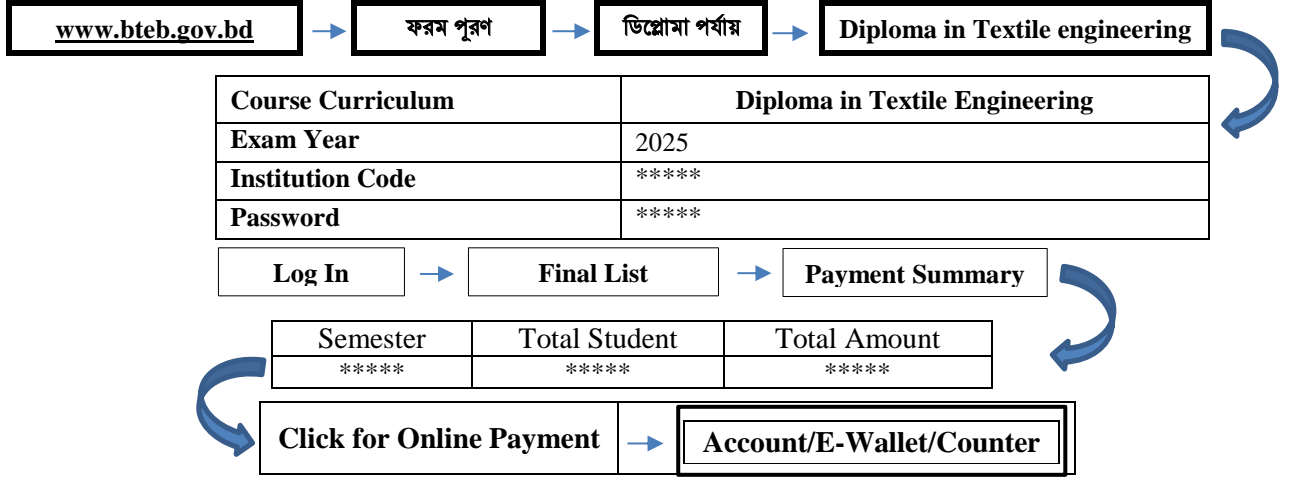 www.bteb.gov.bd ফরম পূরণ ডিপ্লোমা পর্যায় Diploma in Textile engineering
Course Curriculum Diploma in Textile Engineering
Exam Year 2025
Institution Code *****
Password *****
Log In Final List Payment Summary
Semester Total Student Total Amount
***** ***** *****
Click for Online Payment Account/E-Wallet/Counter